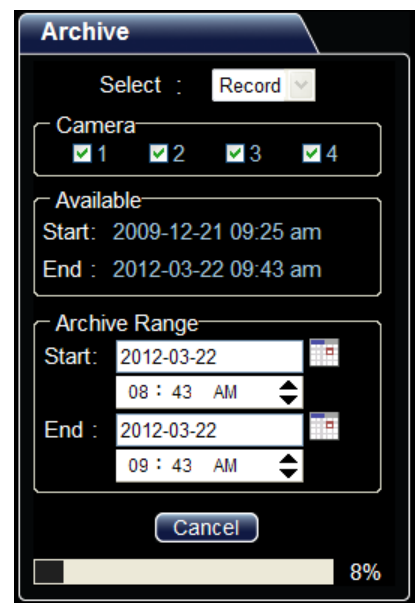 Archive
Select : Record
Camera
1 2 3 4
Available
Start: 2009-12-21 09:25 am
End : 2012-03-22 09:43 am
Archive Range
Start: 2012-03-22
08 : 43 AM
End : 2012-03-22
09 : 43 AM
Cancel
8%